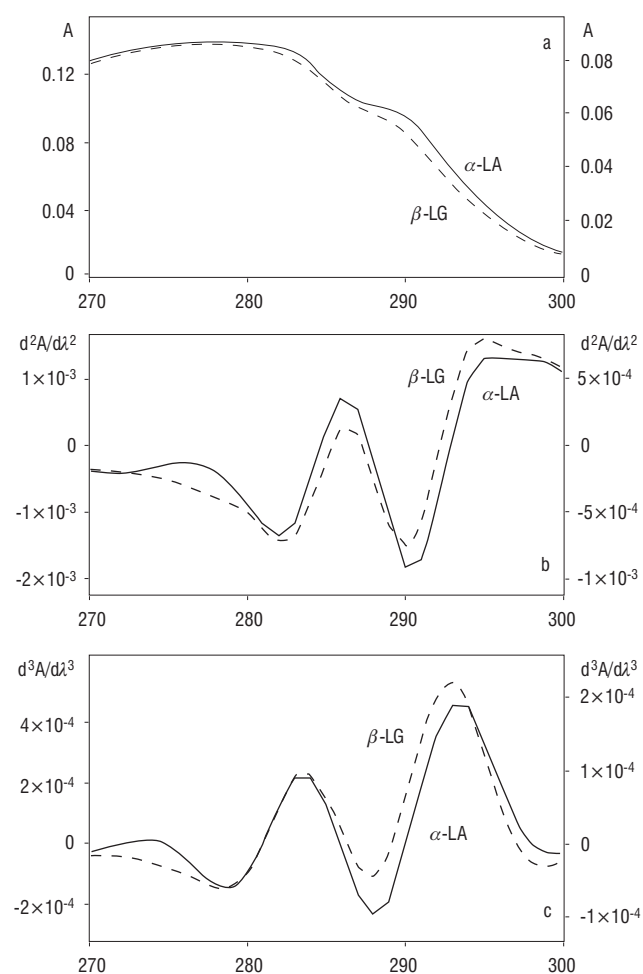 A a A
0.12 0.08
0.08 0.06
α-LA 0.04
0.04 β-LG 0.02
0 0
270 280 290 300
d²A/dλ² d²A/dλ²
1×10⁻³ β-LG 5×10⁻⁴
α-LA
0 0
-1×10⁻³ -5×10⁻⁴
-2×10⁻³ b -1×10⁻³
270 280 290 300
d³A/dλ³ d³A/dλ³
4×10⁻⁴ β-LG 2×10⁻⁴
2×10⁻⁴ 1×10⁻⁴
0 α-LA 0
-2×10⁻⁴ c -1×10⁻⁴
270 280 290 300